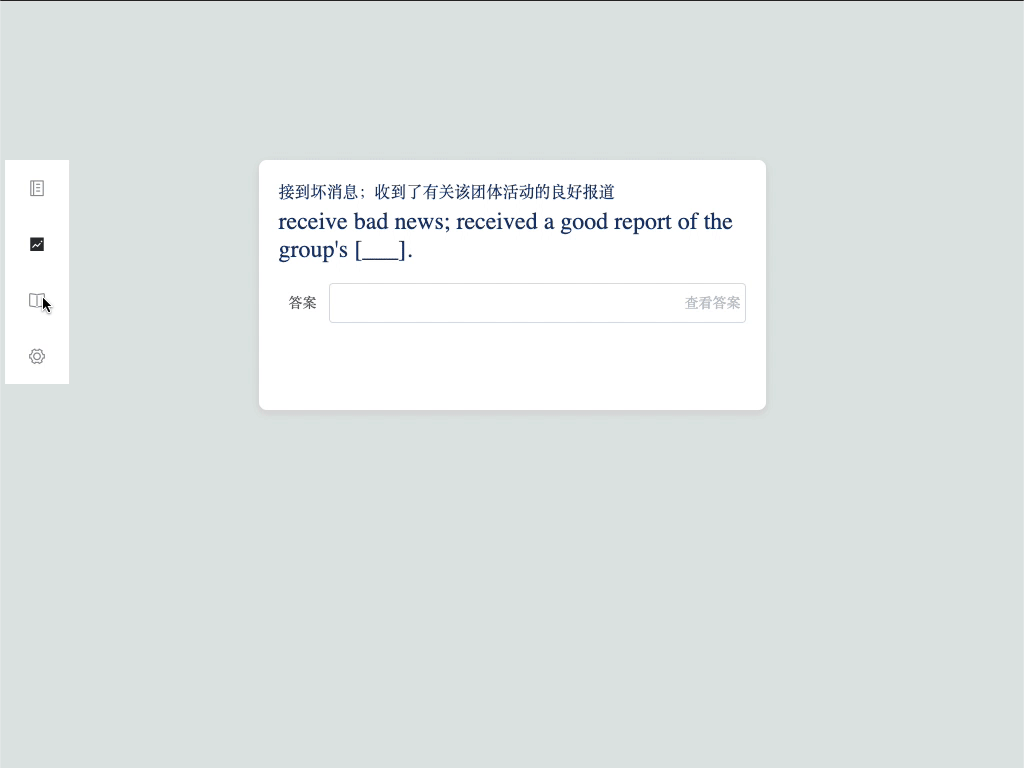 接到坏消息；收到了有关该团体活动的良好报道
receive bad news; received a good report of the
group's [___].
答案
查看答案